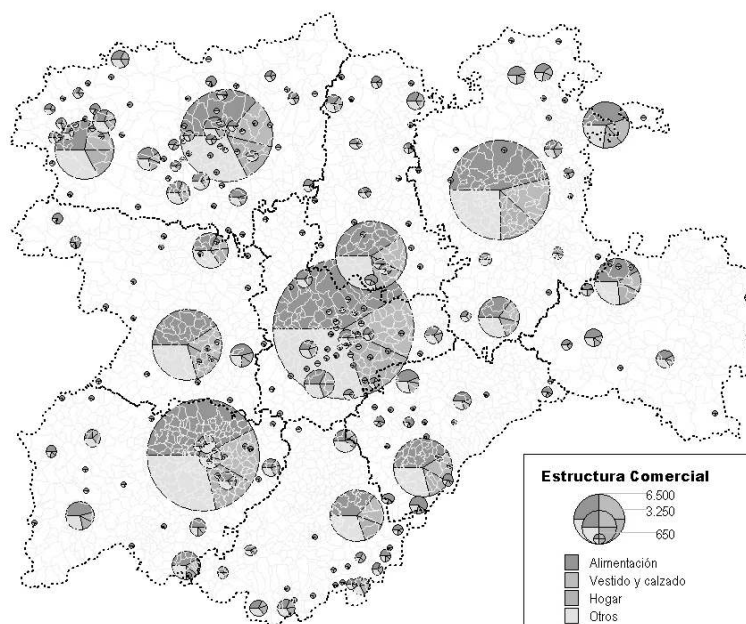 Estructura Comercial
6.500
3.250
650
Alimentación
Vestido y calzado
Hogar
Otros